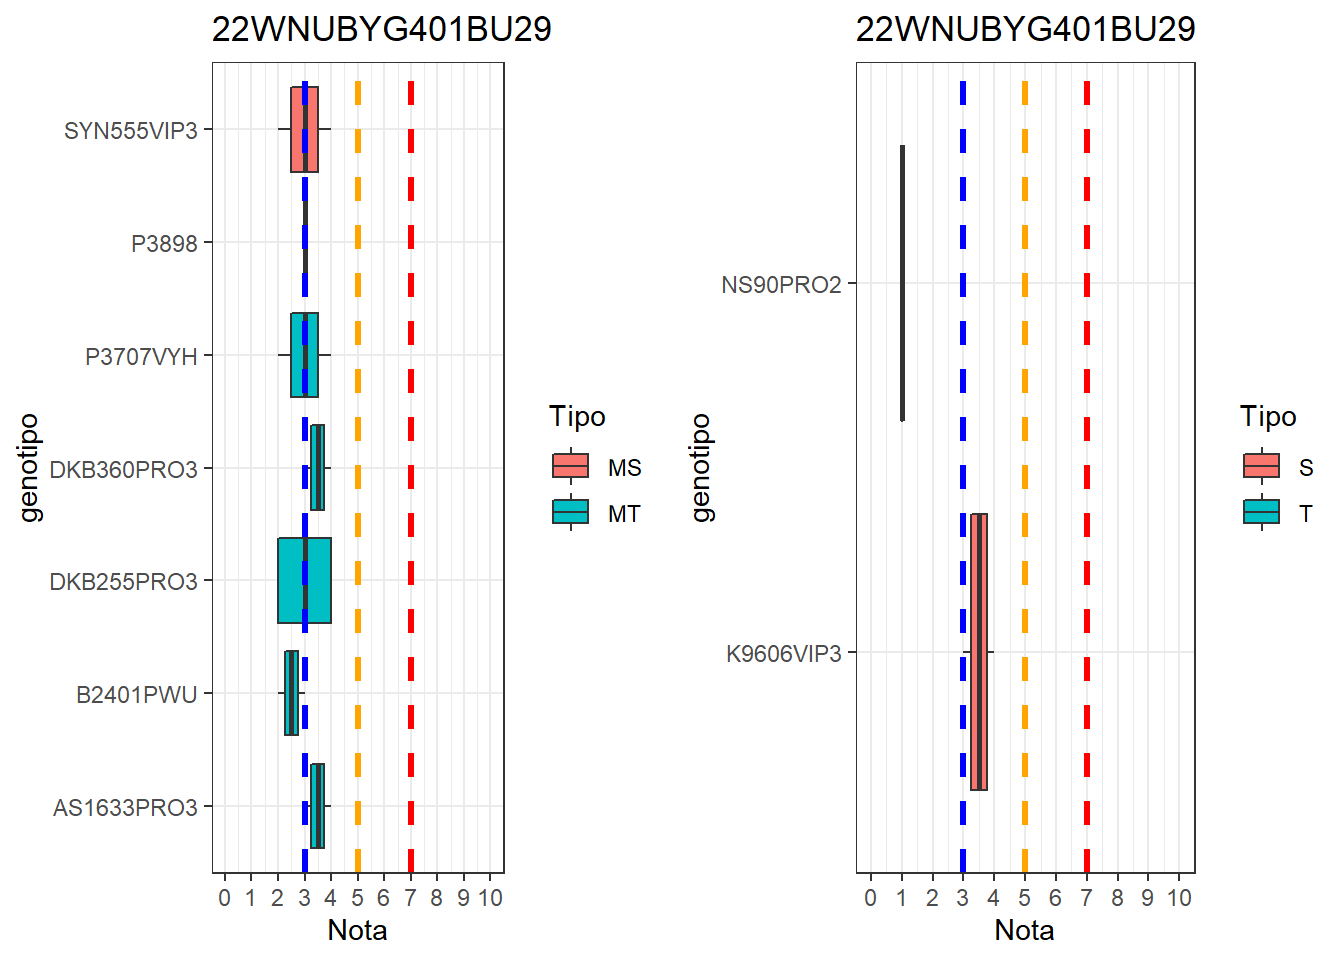 22WNUBYG401BU29
SYN555VIP3
P3898
P3707VYH
DKB360PRO3
DKB255PRO3
B2401PWU
AS1633PRO3
genotipo
0 1 2 3 4 5 6 7 8 9 10
Nota
Tipo
MS
MT
22WNUBYG401BU29
NS90PRO2
K9606VIP3
genotipo
0 1 2 3 4 5 6 7 8 9 10
Nota
Tipo
S
T